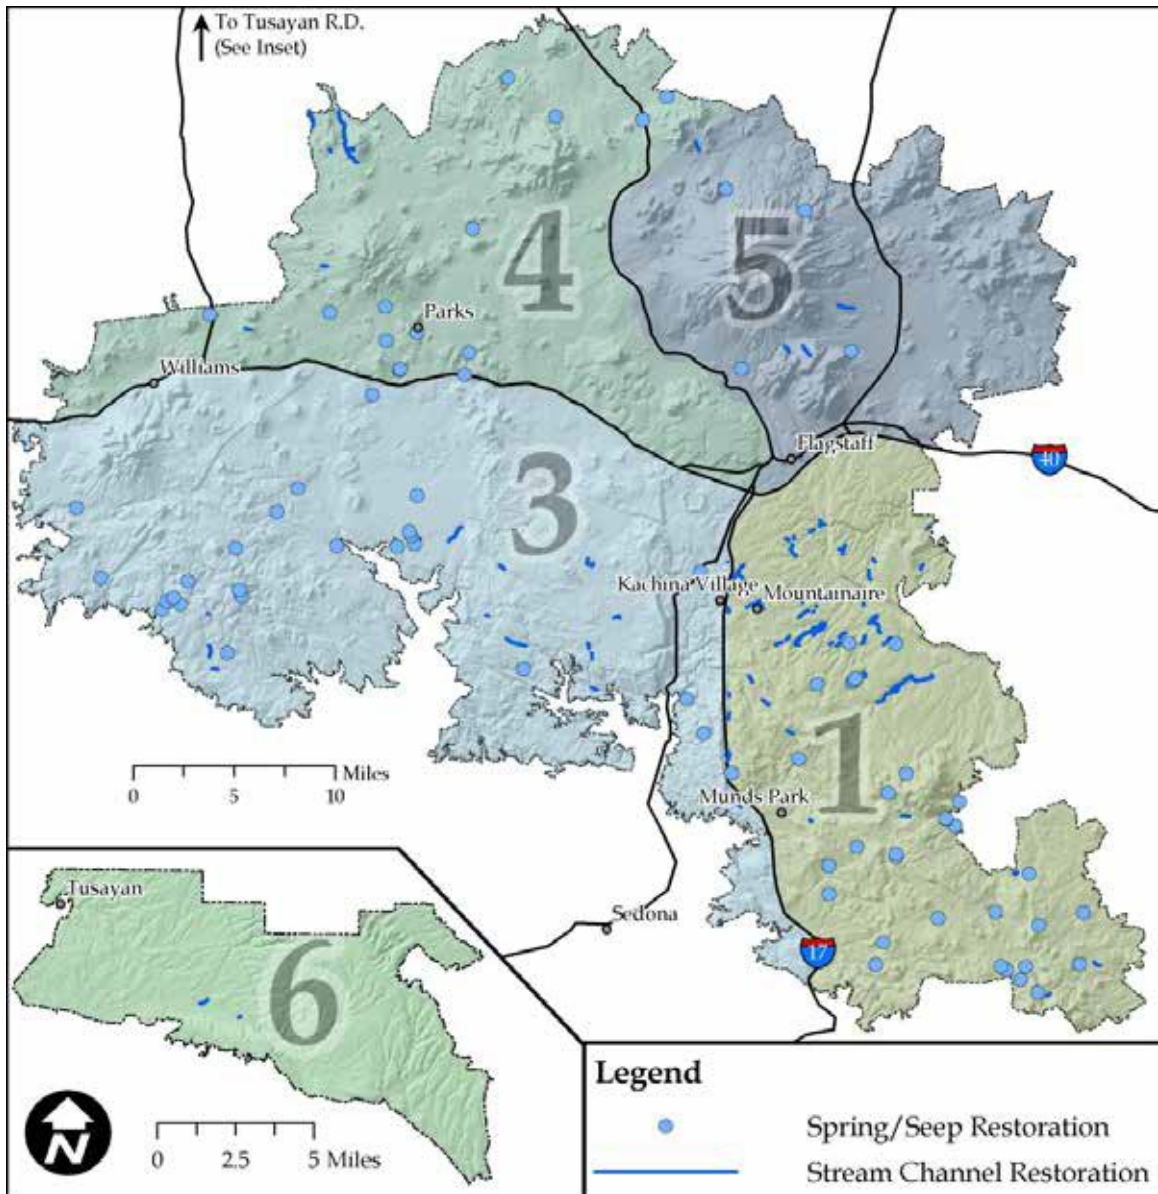 To Tusayan R.D.
(See Inset)
4
5
Parks
Williams
Flagstaff
40
3
Kachina Village
Mountainaire
1
Miles
0 5 10
Munds Park
Tusayan
Sedona
17
6
N
0 2.5 5 Miles
Legend
Spring/Seep Restoration
Stream Channel Restoration